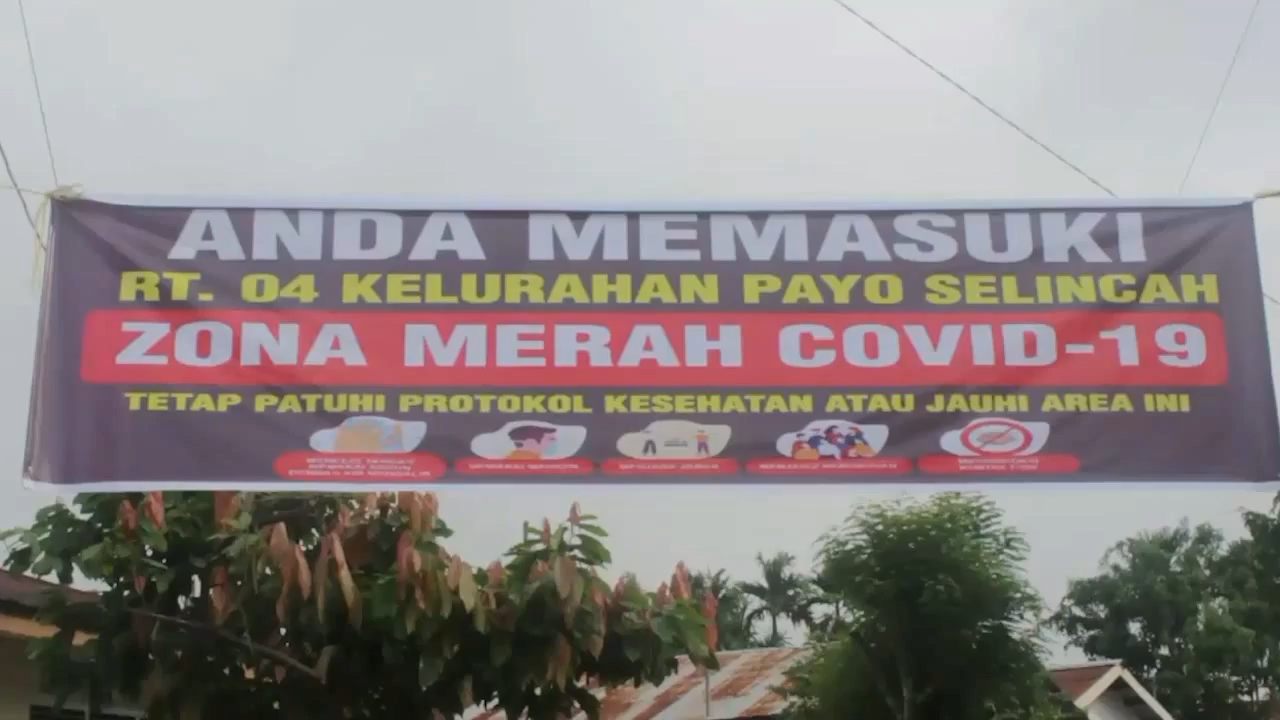 ANDA MEMASUKI
RT. 04 KELURAHAN PAYO SELINCAH
ZONA MERAH COVID-19
TETAP PATUHI PROTOKOL KESEHATAN ATAU JAUHI AREA INI